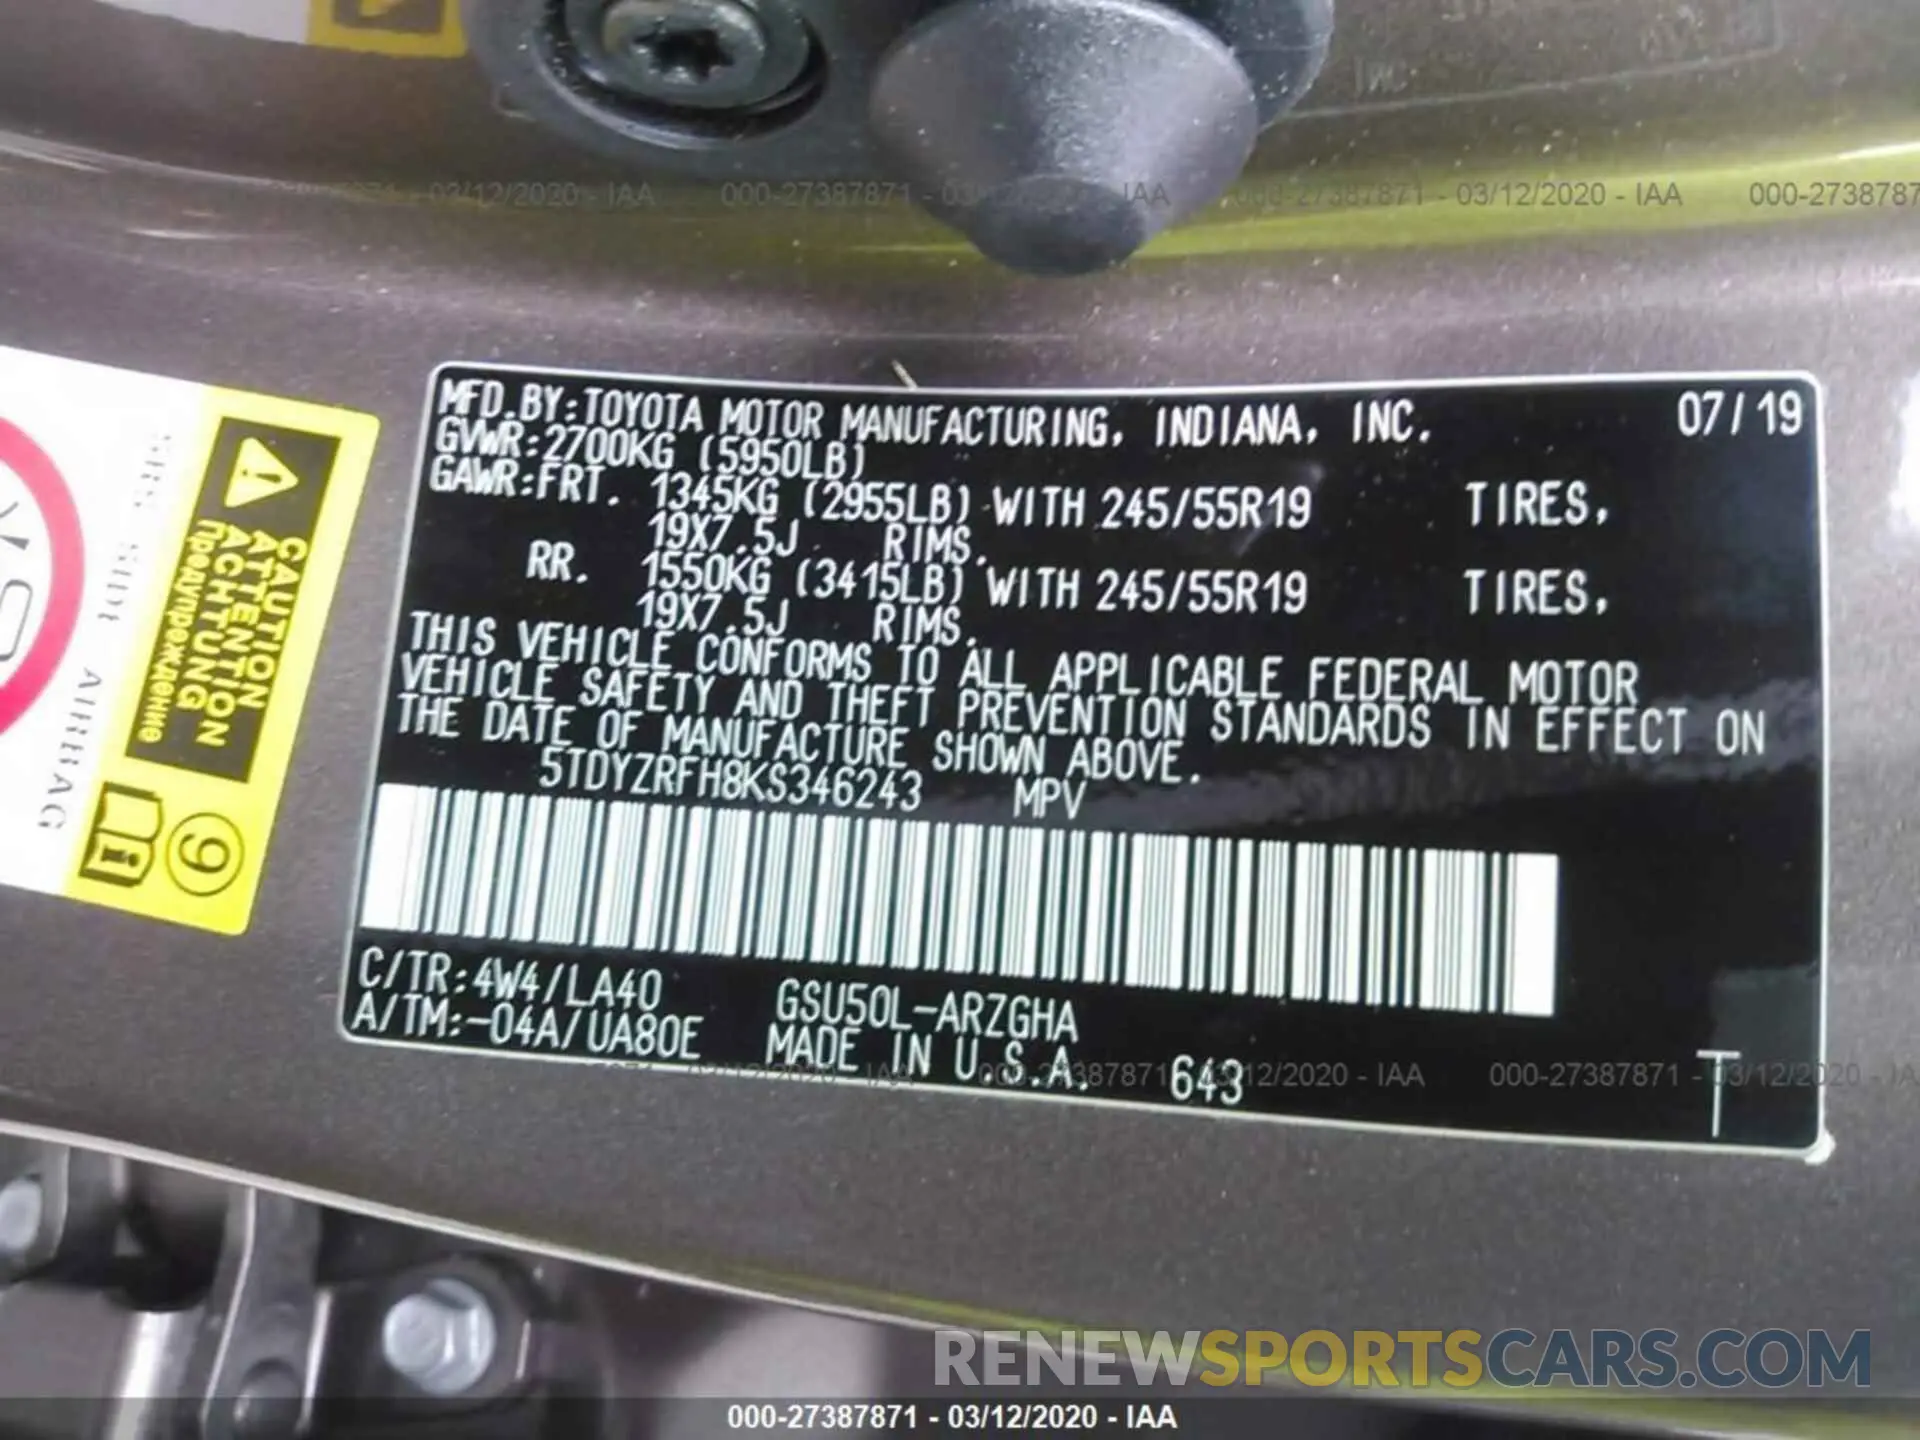 000-27387871 - 03/12/2020 - IAA
MFD.BY:TOYOTA MOTOR MANUFACTURING, INDIANA, INC. 07/19
GVWR:2700KG (5950LB)
GAWR:FRT. 1345KG (2955LB) WITH 245/55R19 TIRES,
19X7.5J RIMS.
RR. 1550KG (3415LB) WITH 245/55R19 TIRES,
19X7.5J RIMS.
THIS VEHICLE CONFORMS TO ALL APPLICABLE FEDERAL MOTOR
VEHICLE SAFETY AND THEFT PREVENTION STANDARDS IN EFFECT ON
THE DATE OF MANUFACTURE SHOWN ABOVE.
5TDYZRFH8KS346243 MPV
C/TR:4W4/LA40 GSU50L-ARZGHA
A/TM:-04A/UA80E MADE IN U.S.A. 643 T
CAUTION
ATTENTION
ACHTUNG
Предупреждение
9
SRS SIDE AIRBAG
RENEWSPORTSCARS.COM
000-27387871 - 03/12/2020 - IAA